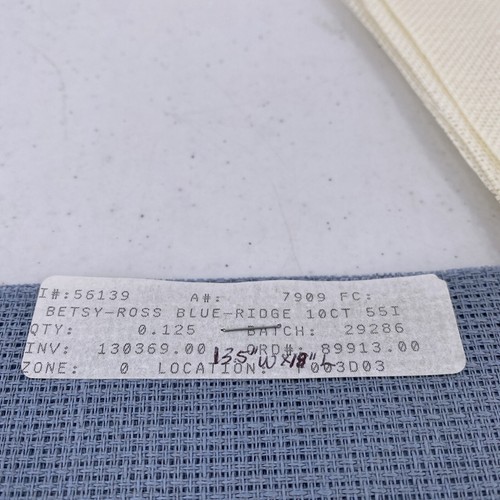 I#:56139 A#: 7909 FC:
BETSY-ROSS BLUE-RIDGE 10CT 55I
QTY: 0.125 BATCH: 29286
INV: 130369.00 ORD#: 89913.00
13.5" W x 18" L
ZONE: 0 LOCATION: 003D03